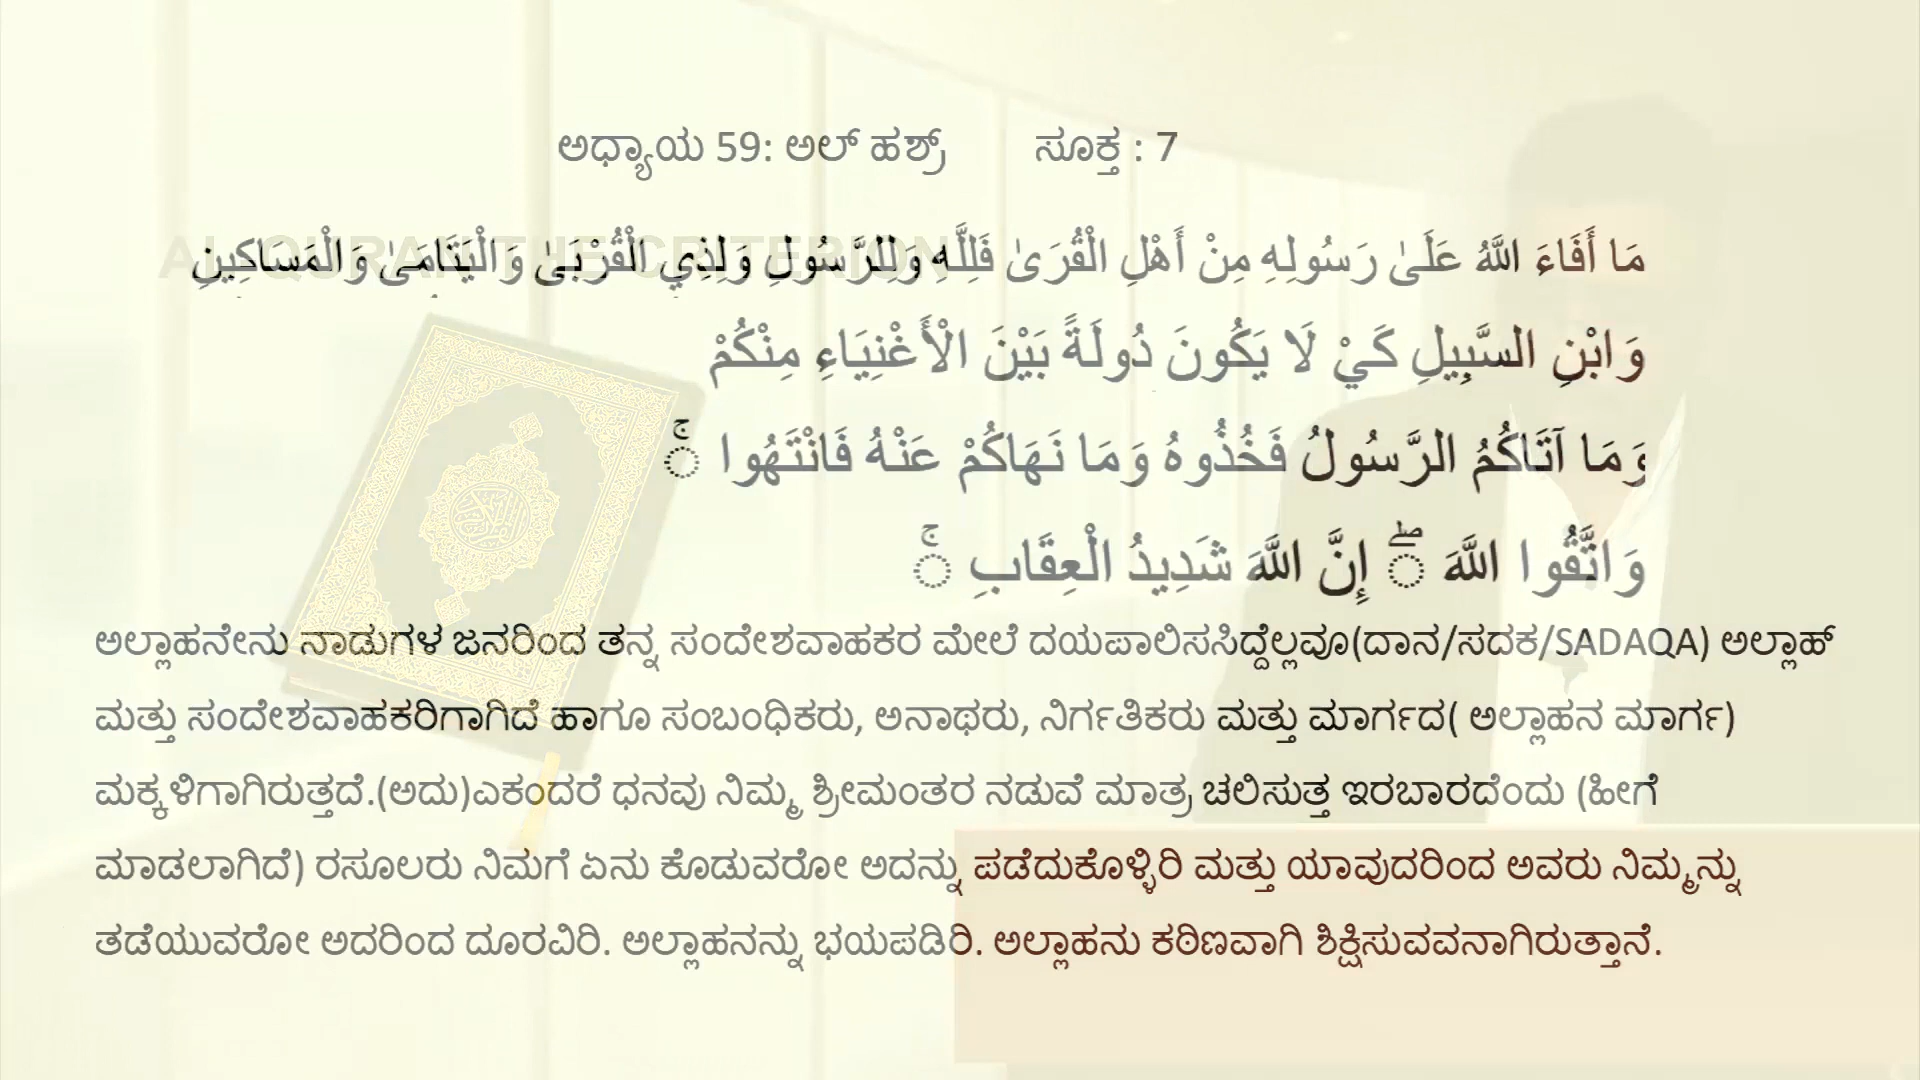 ಅಧ್ಯಾಯ 59: ಅಲ್ ಹಶ್ರ್ ಸೂಕ್ತ : 7
AL QURAN THE CRITERION
مَا أَفَاءَ اللَّهُ عَلَىٰ رَسُولِهِ مِنْ أَهْلِ الْقُرَىٰ فَلِلَّهِ وَلِلرَّسُولِ وَلِذِي الْقُرْبَىٰ وَالْيَتَامَىٰ وَالْمَسَاكِينِ
وَابْنِ السَّبِيلِ كَيْ لَا يَكُونَ دُولَةً بَيْنَ الْأَغْنِيَاءِ مِنْكُمْ
وَمَا آتَاكُمُ الرَّسُولُ فَخُذُوهُ وَمَا نَهَاكُمْ عَنْهُ فَانْتَهُوا ۚ
وَاتَّقُوا اللَّهَ ۖ إِنَّ اللَّهَ شَدِيدُ الْعِقَابِ ۚ
ಅಲ್ಲಾಹನೇನು ನಾಡುಗಳ ಜನರಿಂದ ತನ್ನ ಸಂದೇಶವಾಹಕರ ಮೇಲೆ ದಯಪಾಲಿಸಸಿದ್ದೆಲ್ಲವೂ(ದಾನ/ಸದಕ/SADAQA) ಅಲ್ಲಾಹ್
ಮತ್ತು ಸಂದೇಶವಾಹಕರಿಗಾಗಿದೆ ಹಾಗೂ ಸಂಬಂಧಿಕರು, ಅನಾಥರು, ನಿರ್ಗತಿಕರು ಮತ್ತು ಮಾರ್ಗದ( ಅಲ್ಲಾಹನ ಮಾರ್ಗ)
ಮಕ್ಕಳಿಗಾಗಿರುತ್ತದೆ.(ಅದು)ಎಕಂದರೆ ಧನವು ನಿಮ್ಮ ಶ್ರೀಮಂತರ ನಡುವೆ ಮಾತ್ರ ಚಲಿಸುತ್ತ ಇರಬಾರದೆಂದು (ಹೀಗೆ
ಮಾಡಲಾಗಿದೆ) ರಸೂಲರು ನಿಮಗೆ ಏನು ಕೊಡುವರೋ ಅದನ್ನು ಪಡೆದುಕೊಳ್ಳಿರಿ ಮತ್ತು ಯಾವುದರಿಂದ ಅವರು ನಿಮ್ಮನ್ನು
ತಡೆಯುವರೋ ಅದರಿಂದ ದೂರವಿರಿ. ಅಲ್ಲಾಹನನ್ನು ಭಯಪಡಿರಿ. ಅಲ್ಲಾಹನು ಕಠಿಣವಾಗಿ ಶಿಕ್ಷಿಸುವವನಾಗಿರುತ್ತಾನೆ.